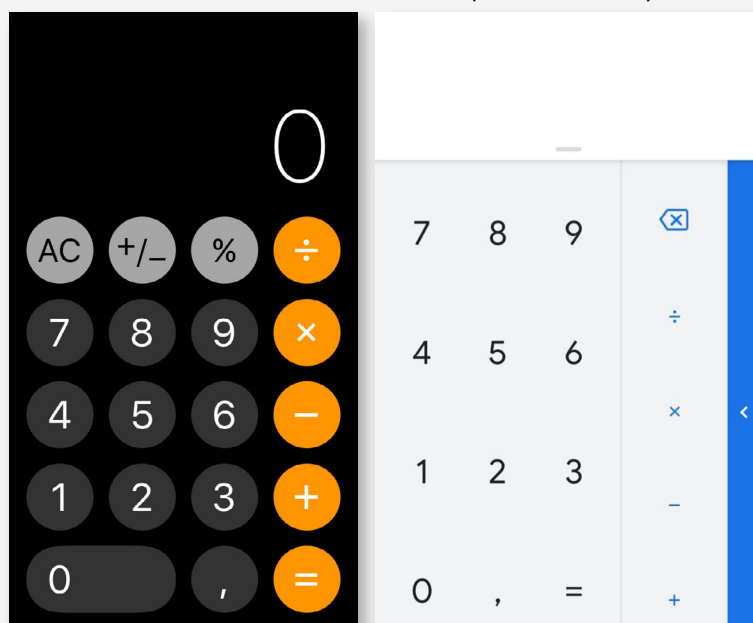 0
AC +/− % ÷
7 8 9 ×
4 5 6 −
1 2 3 +
0 , =
7 8 9
÷
4 5 6
×
1 2 3
−
0 , =
+